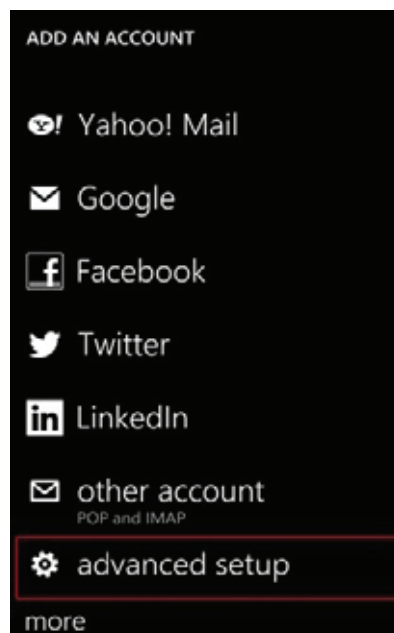 ADD AN ACCOUNT
Yahoo! Mail
Google
Facebook
Twitter
LinkedIn
other account
POP and IMAP
advanced setup
more